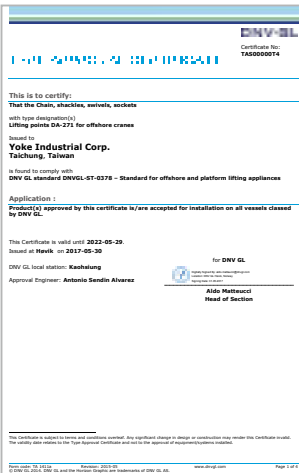 DNV·GL
Certificate No:
TAS00000T4
This is to certify:
That the Chain, shackles, swivels, sockets
with type designation(s)
Lifting points DA-271 for offshore cranes
Issued to
Yoke Industrial Corp.
Taichung, Taiwan
is found to comply with
DNV GL standard DNVGL-ST-0378 – Standard for offshore and platform lifting appliances
Application :
Product(s) approved by this certificate is/are accepted for installation on all vessels classed
by DNV GL.
This Certificate is valid until 2022-05-29.
Issued at Høvik on 2017-05-30
for DNV GL
DNV GL local station: Kaohsiung
Approval Engineer: Antonio Sendin Alvarez
Aldo Matteucci
Head of Section
This Certificate is subject to terms and conditions overleaf. Any significant change in design or construction may render this Certificate invalid.
The validity date relates to the Type Approval Certificate and not to the approval of equipment/systems installed.
Form code: TA 1411a Revision: 2013-05 www.dnvgl.com Page 1 of 4
© DNV GL 2014. DNV GL and the Horizon Graphic are trademarks of DNV GL AS.